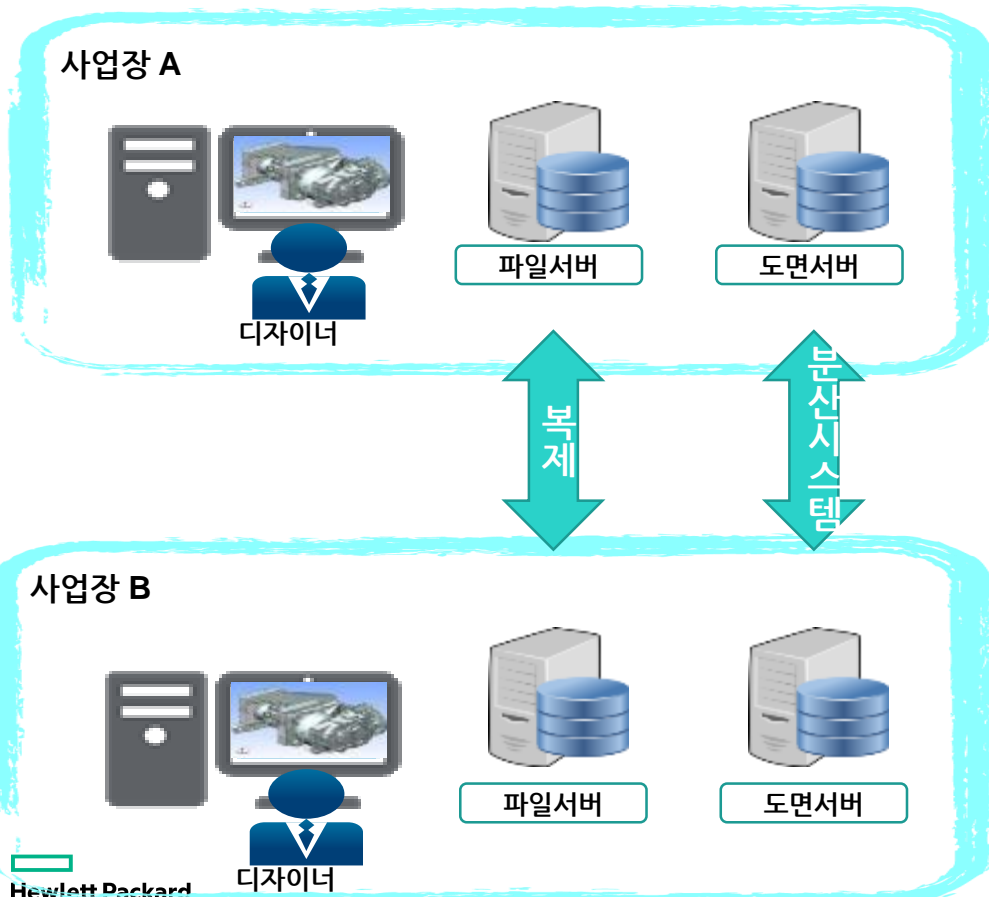 사업장 A
파일서버
도면서버
디자이너
복제
분산시스템
사업장 B
파일서버
도면서버
디자이너
Hewlett Packard